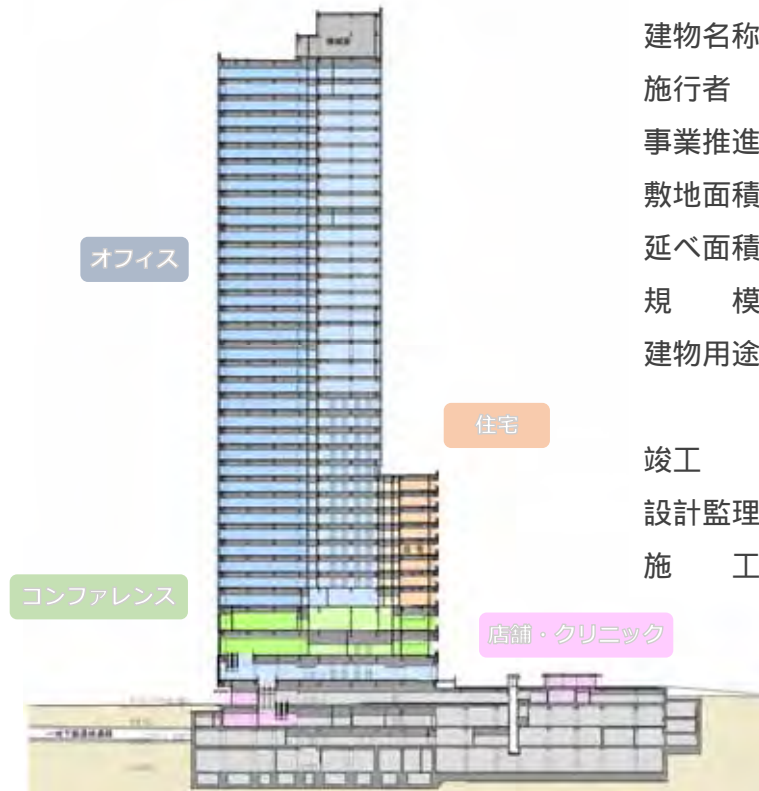 建物名称
施行者
事業推進
敷地面積
延べ面積
オフィス
規　　模
建物用途
住宅
竣工
設計監理
施　　工
コンファレンス
店舗・クリニック